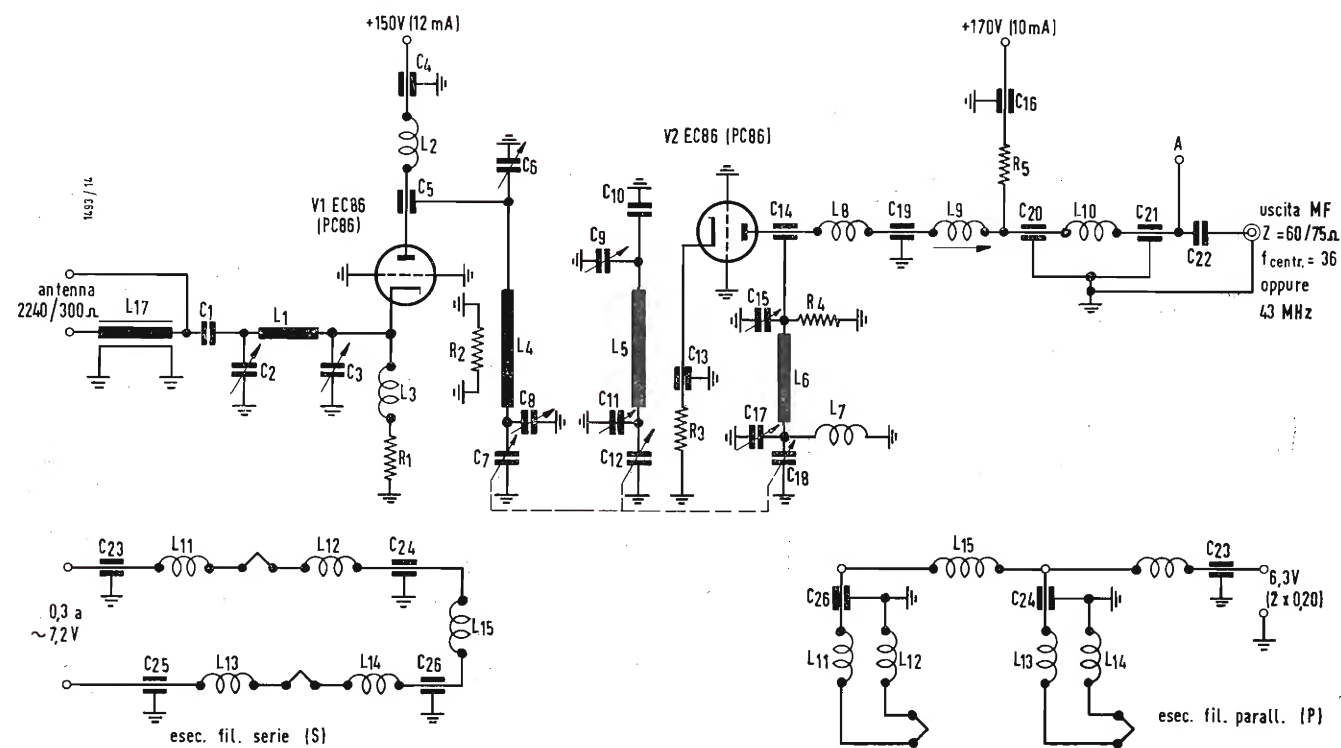 +150V (12 mA)
C4
L2
C5
V1 EC86
(PC86)
1493/14
antenna
2240/300Ω
L17
C1
L1
C2
C3
L3
R1
R2
C6
L4
C8
C7
C10
C9
L5
C11
C12
V2 EC86 (PC86)
C13
R3
C14
C15
R4
L6
C17
L7
C18
L8
C19
L9
+170V (10mA)
C16
R5
C20
L10
C21
A
C22
uscita MF
Z = 60/75Ω
f centr. = 36
oppure
43 MHz
C23
L11
L12
C24
0,3 a
~7,2V
L15
C25
L13
L14
C26
esec. fil. serie (S)
L15
C23
C26
C24
6,3V
(2 x 0,20)
L11
L12
L13
L14
esec. fil. parall. (P)